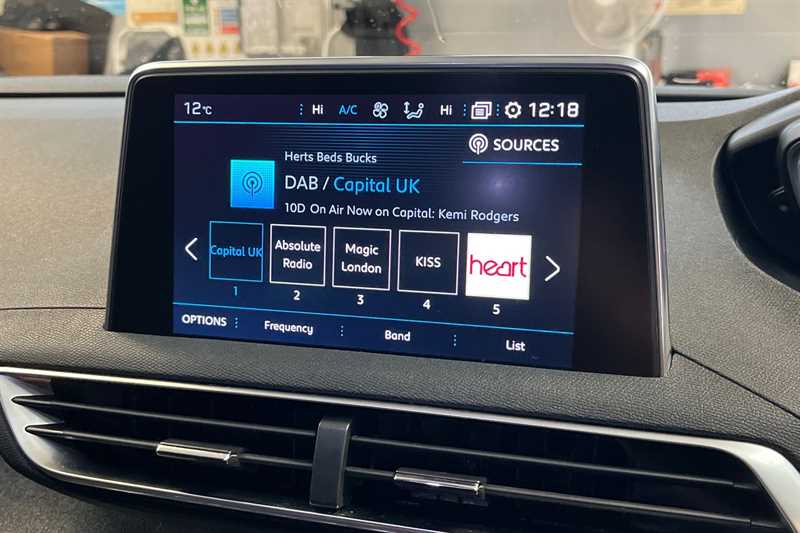 12°C Hi A/C Hi 12:18
SOURCES
Herts Beds Bucks
DAB / Capital UK
10D On Air Now on Capital: Kemi Rodgers
Capital UK
Absolute
Radio
Magic
London
KISS
heart
1 2 3 4 5
OPTIONS Frequency Band List